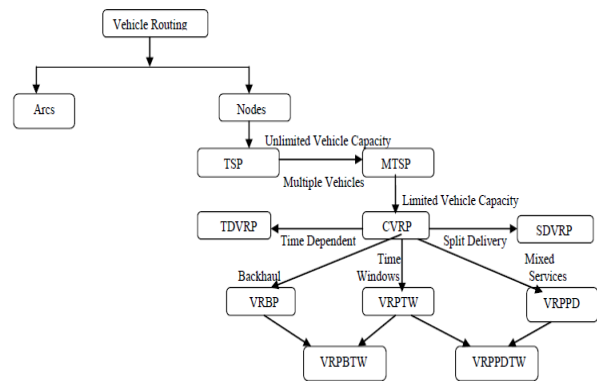 Vehicle Routing
Arcs
Nodes
Unlimited Vehicle Capacity
TSP
MTSP
Multiple Vehicles
Limited Vehicle Capacity
TDVRP
CVRP
SDVRP
Time Dependent
Split Delivery
Backhaul
Time
Windows
Mixed
Services
VRBP
VRPTW
VRPPD
VRPBTW
VRPPDTW